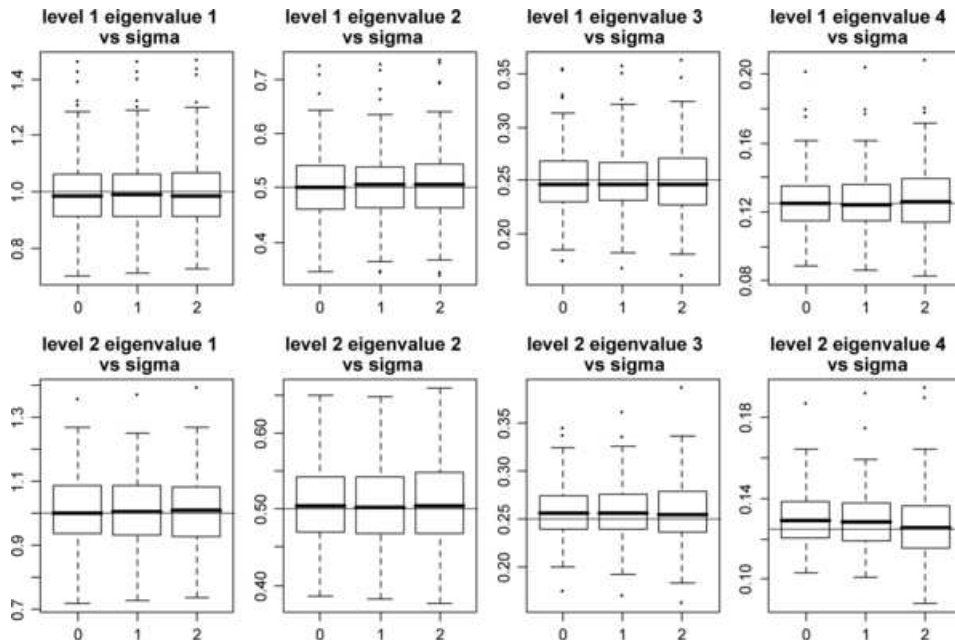 level 1 eigenvalue 1
vs sigma
level 1 eigenvalue 2
vs sigma
level 1 eigenvalue 3
vs sigma
level 1 eigenvalue 4
vs sigma
1.4
1.2
1.0
0.8
0 1 2
0.7
0.6
0.5
0.4
0 1 2
0.35
0.30
0.25
0.20
0 1 2
0.20
0.16
0.12
0.08
0 1 2
level 2 eigenvalue 1
vs sigma
level 2 eigenvalue 2
vs sigma
level 2 eigenvalue 3
vs sigma
level 2 eigenvalue 4
vs sigma
1.3
1.1
0.9
0.7
0 1 2
0.60
0.50
0.40
0 1 2
0.35
0.30
0.25
0.20
0 1 2
0.18
0.14
0.10
0 1 2